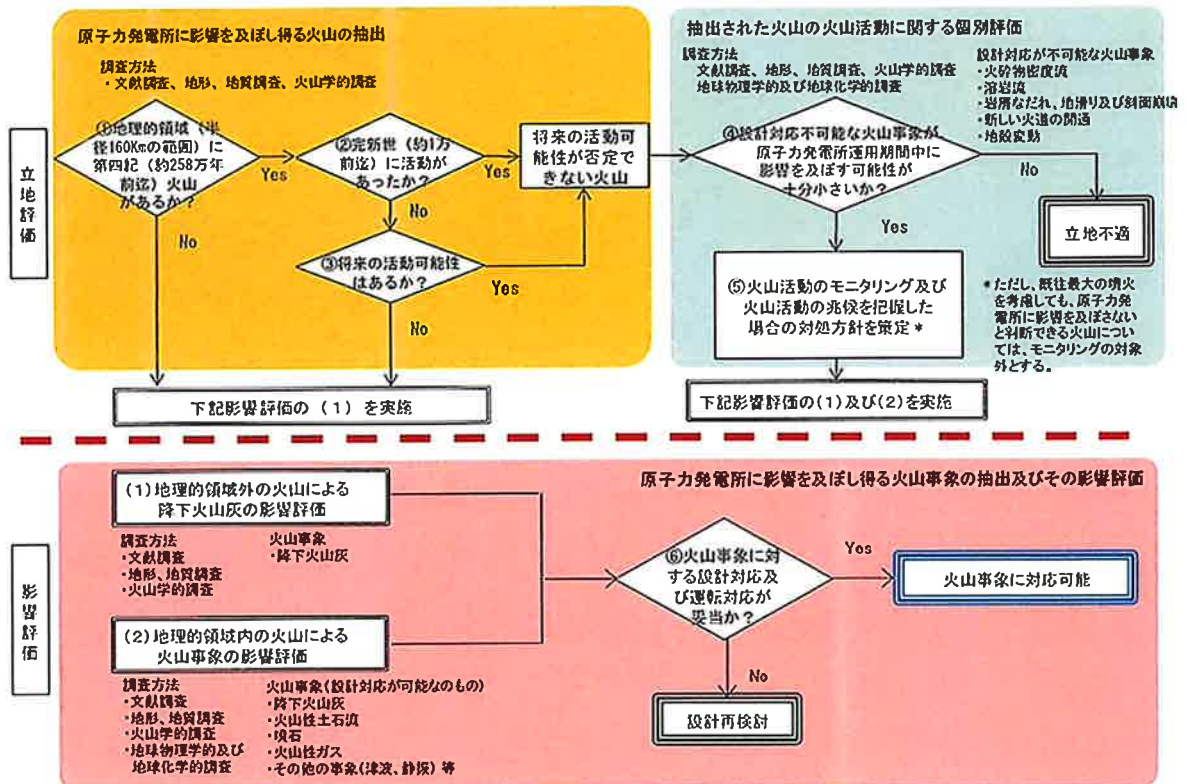 原子力発電所に影響を及ぼし得る火山の抽出
調査方法
・文献調査、地形、地質調査、火山学的調査
立地評価
①地理的領域（半
径160Kmの範囲）に
第四紀（約258万年
前迄）火山
があるか？
Yes
No
②完新世（約1万年
前迄）に活動が
あったか？
Yes
No
③将来の活動可能性
はあるか？
Yes
No
将来の活動可
能性が否定で
きない火山
下記影響評価の（1）を実施
抽出された火山の火山活動に関する個別評価
調査方法
文献調査、地形、地質調査、火山学的調査
地球物理学的及び地球化学的調査
設計対応が不可能な火山事象
・火砕物密度流
・溶岩流
・岩屑なだれ、地滑り及び斜面崩壊
・新しい火道の開通
・地殻変動
④設計対応不可能な火山事象が
原子力発電所運用期間中に
影響を及ぼす可能性が
十分小さいか？
No
Yes
立地不適
⑤火山活動のモニタリング及び
火山活動の兆候を把握した
場合の対処方針を策定＊
＊ただし、既往最大の噴火
を考慮しても、原子力発
電所に影響を及ぼさない
と判断できる火山につい
ては、モニタリングの対象
外とする。
下記影響評価の(1)及び(2)を実施
影響評価
原子力発電所に影響を及ぼし得る火山事象の抽出及びその影響評価
(1)地理的領域外の火山による
降下火山灰の影響評価
調査方法
・文献調査
・地形、地質調査
・火山学的調査
火山事象
・降下火山灰
(2)地理的領域内の火山による
火山事象の影響評価
調査方法
・文献調査
・地形、地質調査
・火山学的調査
・地球物理学的及び
地球化学的調査
火山事象(設計対応が可能なのもの)
・降下火山灰
・火山性土石流
・噴石
・火山性ガス
・その他の事象(津波、静振)等
⑥火山事象に対
する設計対応及
び運転対応が
妥当か？
Yes
No
火山事象に対応可能
設計再検討